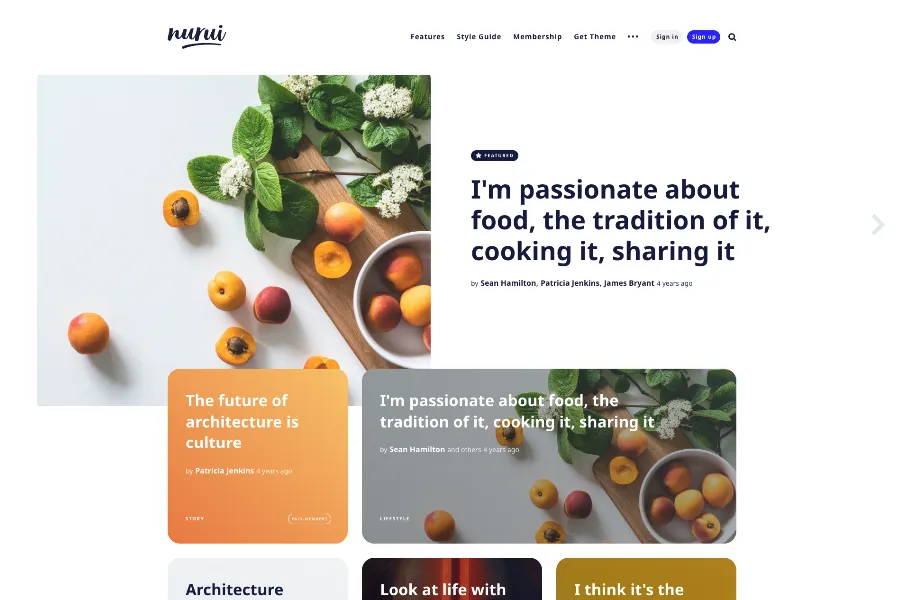 nurui
Features Style Guide Membership Get Theme ••• Sign in Sign up
FEATURED
I'm passionate about
food, the tradition of it,
cooking it, sharing it
by Sean Hamilton, Patricia Jenkins, James Bryant 4 years ago
The future of
architecture is
culture
by Patricia Jenkins 4 years ago
STORY
PAID-MEMBERS
I'm passionate about food, the
tradition of it, cooking it, sharing it
by Sean Hamilton and others 4 years ago
LIFESTYLE
Architecture
Look at life with
I think it's the